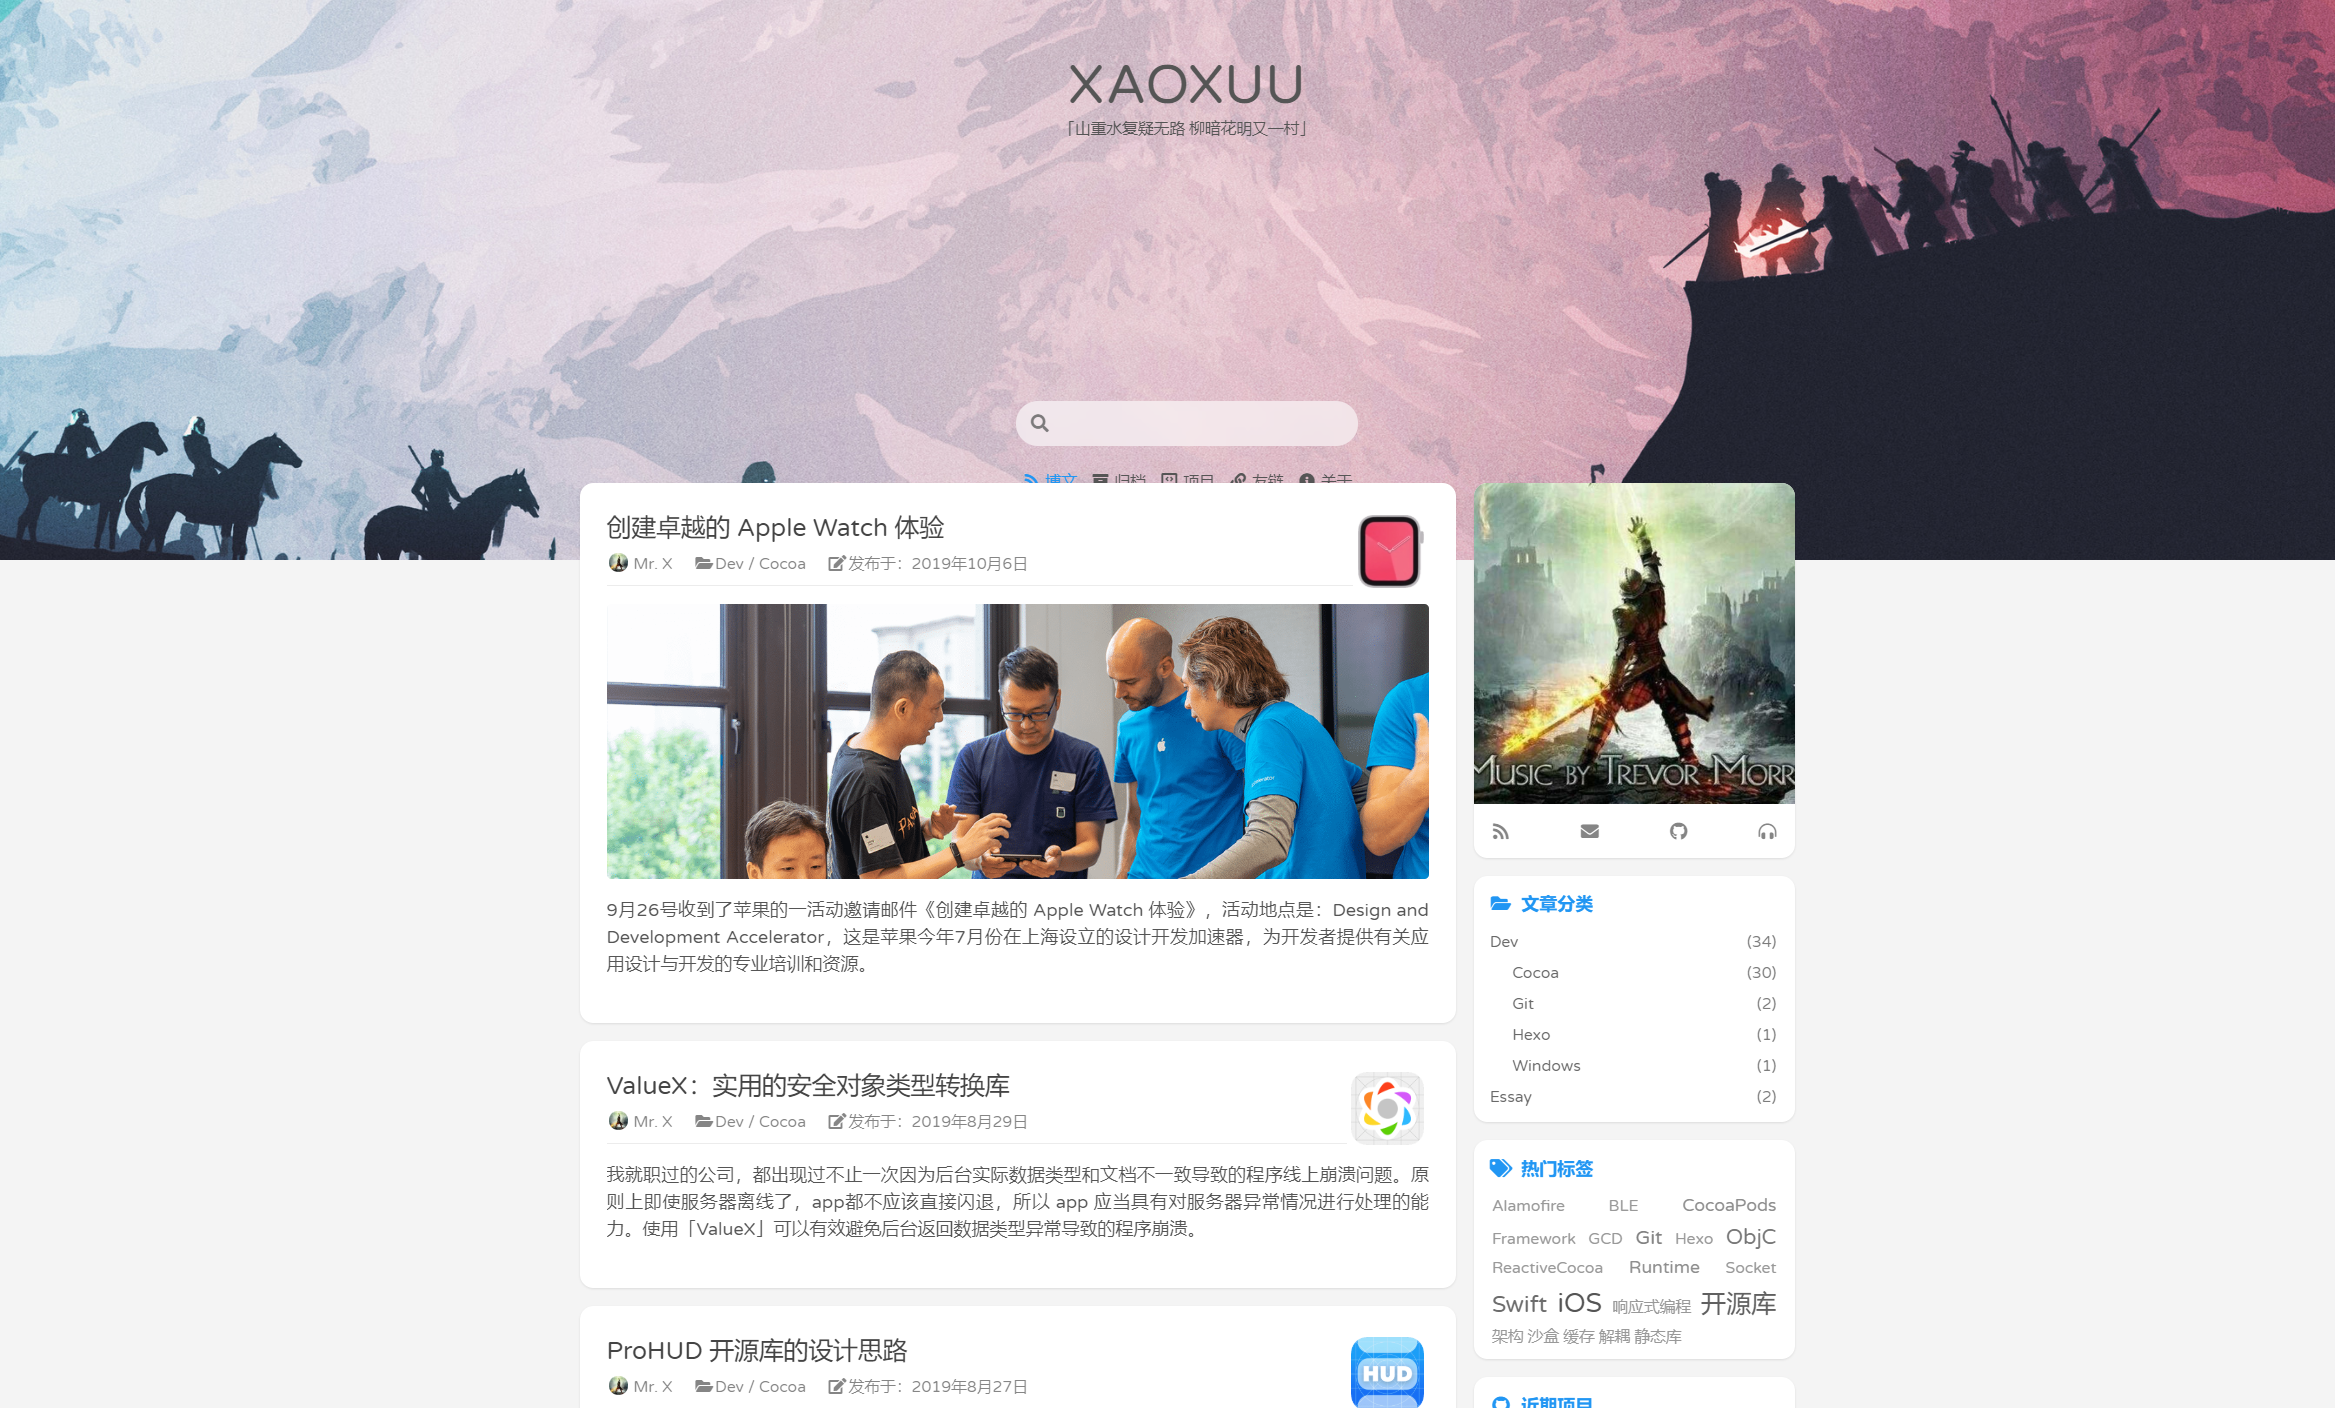 XAOXUU
「山重水复疑无路 柳暗花明又一村」
博文 归档 项目 友链 关于
创建卓越的 Apple Watch 体验
Mr. X Dev / Cocoa 发布于：2019年10月6日
9月26号收到了苹果的一活动邀请邮件《创建卓越的 Apple Watch 体验》，活动地点是：Design and
Development Accelerator，这是苹果今年7月份在上海设立的设计开发加速器，为开发者提供有关应
用设计与开发的专业培训和资源。
ValueX：实用的安全对象类型转换库
Mr. X Dev / Cocoa 发布于：2019年8月29日
我就职过的公司，都出现过不止一次因为后台实际数据类型和文档不一致导致的程序线上崩溃问题。原
则上即使服务器离线了，app都不应该直接闪退，所以 app 应当具有对服务器异常情况进行处理的能
力。使用「ValueX」可以有效避免后台返回数据类型异常导致的程序崩溃。
ProHUD 开源库的设计思路
HUD
Mr. X Dev / Cocoa 发布于：2019年8月27日
MUSIC BY TREVOR MORR
文章分类
Dev (34)
Cocoa (30)
Git (2)
Hexo (1)
Windows (1)
Essay (2)
热门标签
Alamofire BLE CocoaPods
Framework GCD Git Hexo ObjC
ReactiveCocoa Runtime Socket
Swift iOS 响应式编程 开源库
架构 沙盒 缓存 解耦 静态库
近期项目